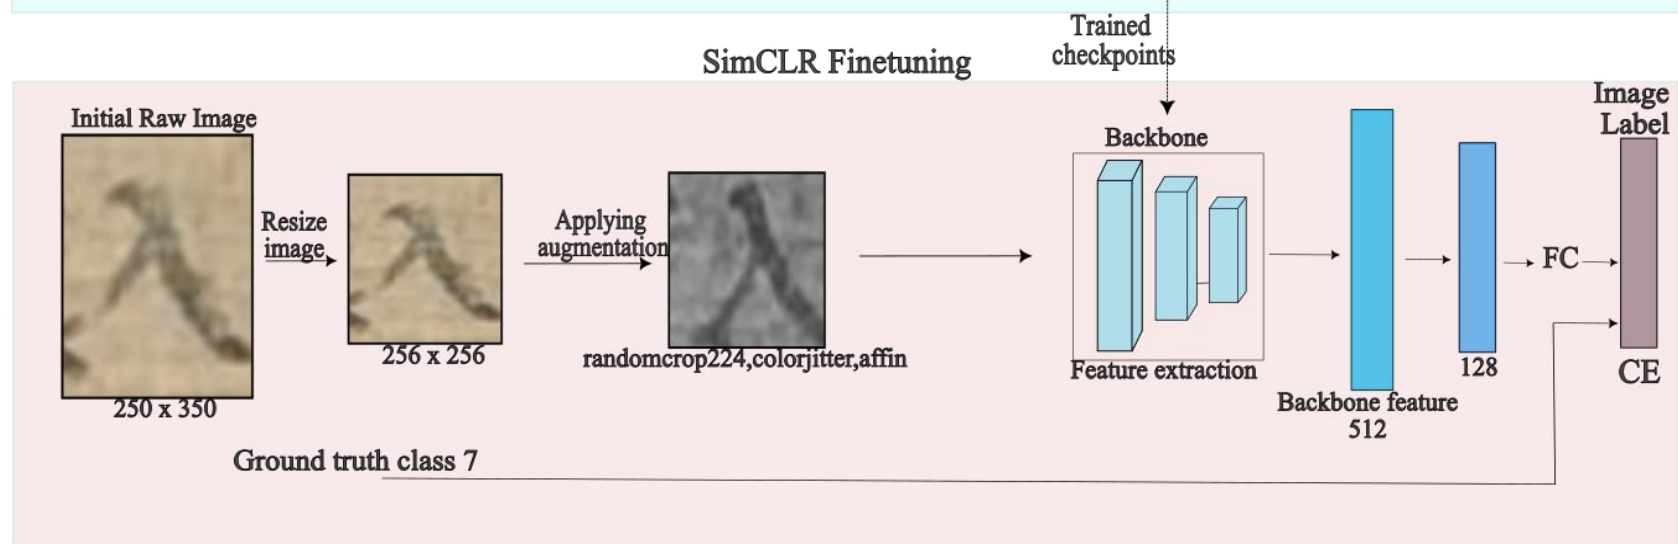 Trained
checkpoints
SimCLR Finetuning
Initial Raw Image
250 x 350
Resize
image
256 x 256
Applying
augmentation
randomcrop224,colorjitter,affin
Backbone
Feature extraction
Backbone feature
512
128
FC
Image
Label
CE
Ground truth class 7